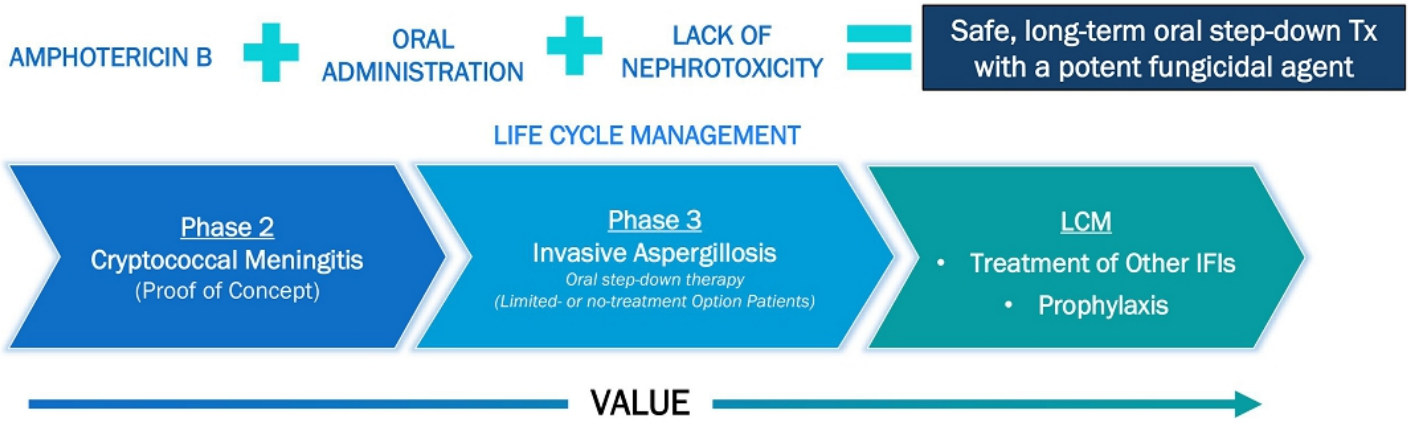 AMPHOTERICIN B + ORAL ADMINISTRATION + LACK OF NEPHROTOXICITY = Safe, long-term oral step-down Tx with a potent fungicidal agent
LIFE CYCLE MANAGEMENT
Phase 2
Cryptococcal Meningitis
(Proof of Concept)
Phase 3
Invasive Aspergillosis
Oral step-down therapy
(Limited- or no-treatment Option Patients)
LCM
• Treatment of Other IFIs
• Prophylaxis
VALUE